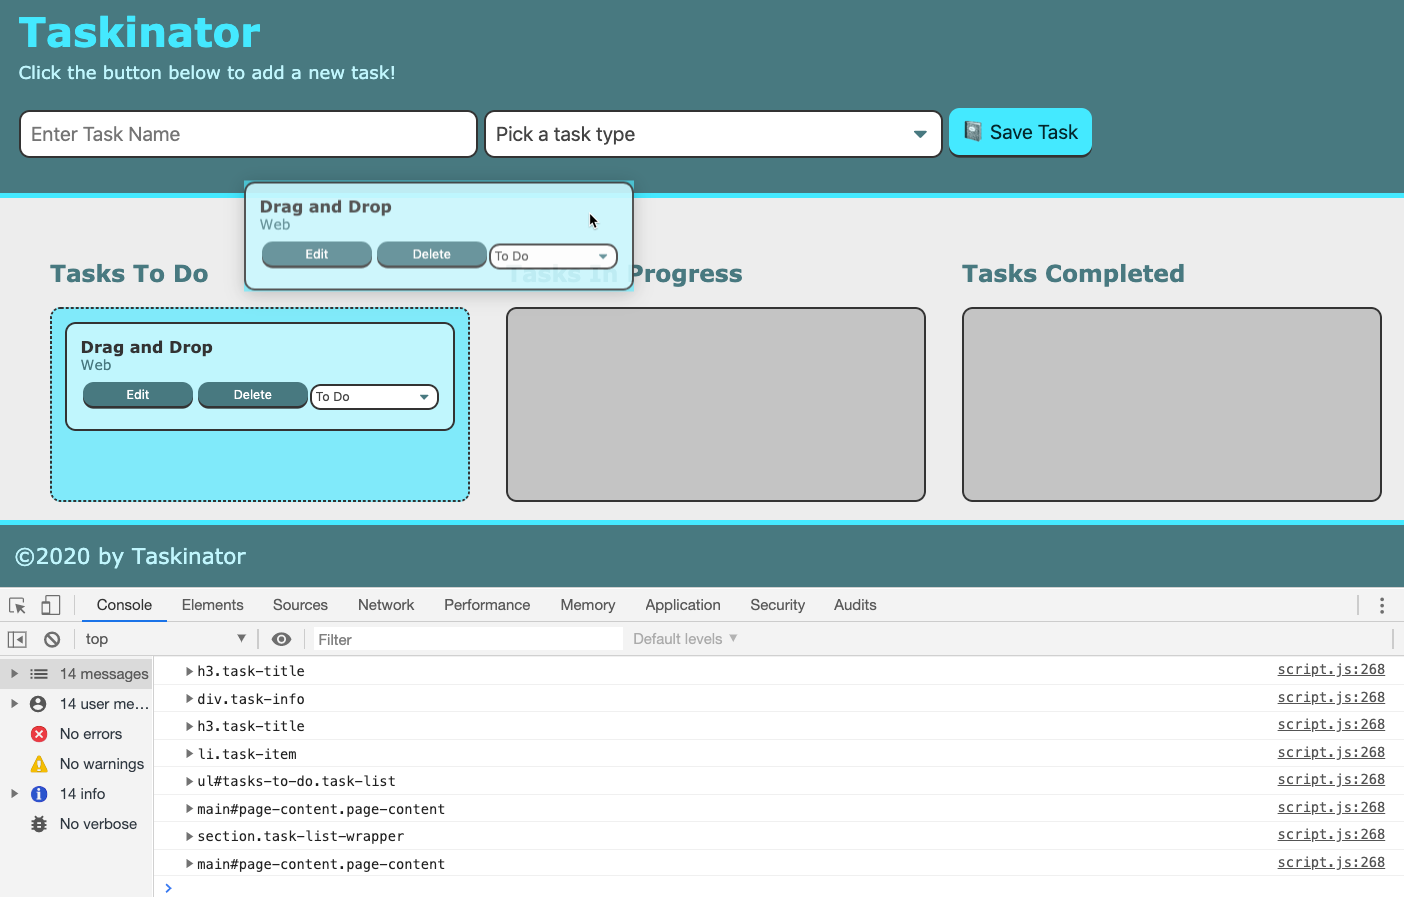 Taskinator
Click the button below to add a new task!
Enter Task Name
Pick a task type
Save Task
Drag and Drop
Web
Edit
Delete
To Do
Tasks To Do
Tasks In Progress
Tasks Completed
Drag and Drop
Web
Edit
Delete
To Do
©2020 by Taskinator
Console Elements Sources Network Performance Memory Application Security Audits
top
Filter
Default levels
14 messages
14 user me…
No errors
No warnings
14 info
No verbose
h3.task-title script.js:268
div.task-info script.js:268
h3.task-title script.js:268
li.task-item script.js:268
ul#tasks-to-do.task-list script.js:268
main#page-content.page-content script.js:268
section.task-list-wrapper script.js:268
main#page-content.page-content script.js:268